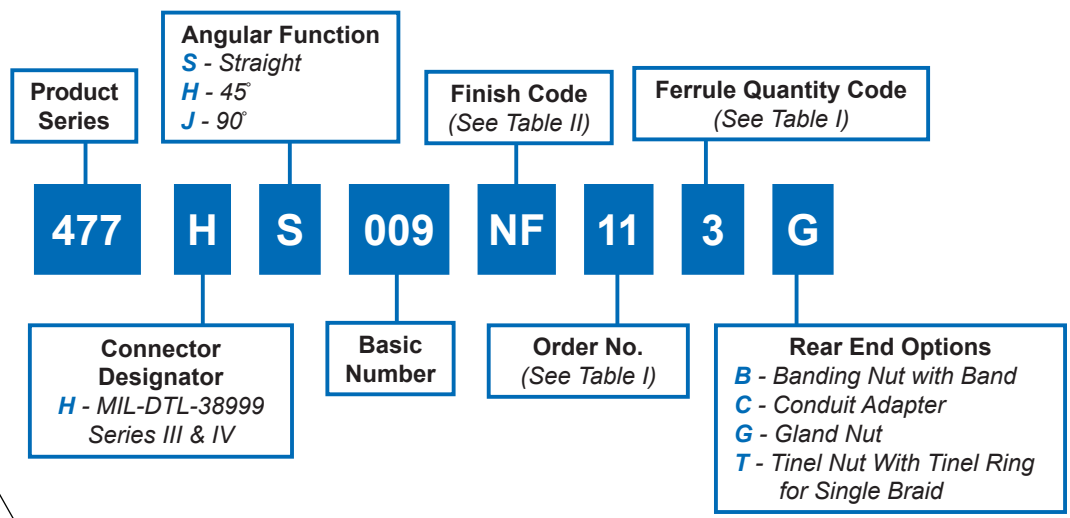 Product
Series
Angular Function
S - Straight
H - 45°
J - 90°
Finish Code
(See Table II)
Ferrule Quantity Code
(See Table I)
477 H S 009 NF 11 3 G
Connector
Designator
H - MIL-DTL-38999
Series III & IV
Basic
Number
Order No.
(See Table I)
Rear End Options
B - Banding Nut with Band
C - Conduit Adapter
G - Gland Nut
T - Tinel Nut With Tinel Ring
for Single Braid